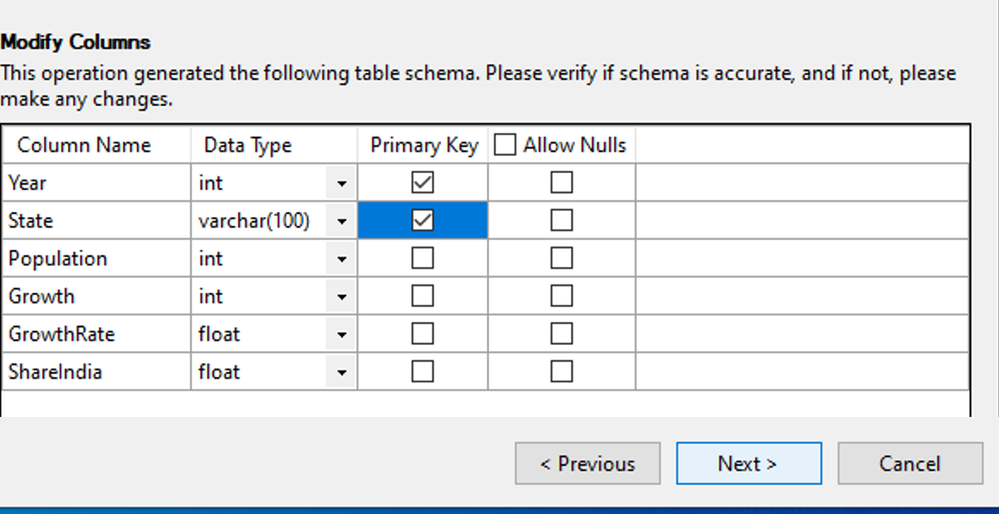 Modify Columns
This operation generated the following table schema. Please verify if schema is accurate, and if not, please
make any changes.
Column Name Data Type Primary Key Allow Nulls
Year int
State varchar(100)
Population int
Growth int
GrowthRate float
ShareIndia float
< Previous Next > Cancel